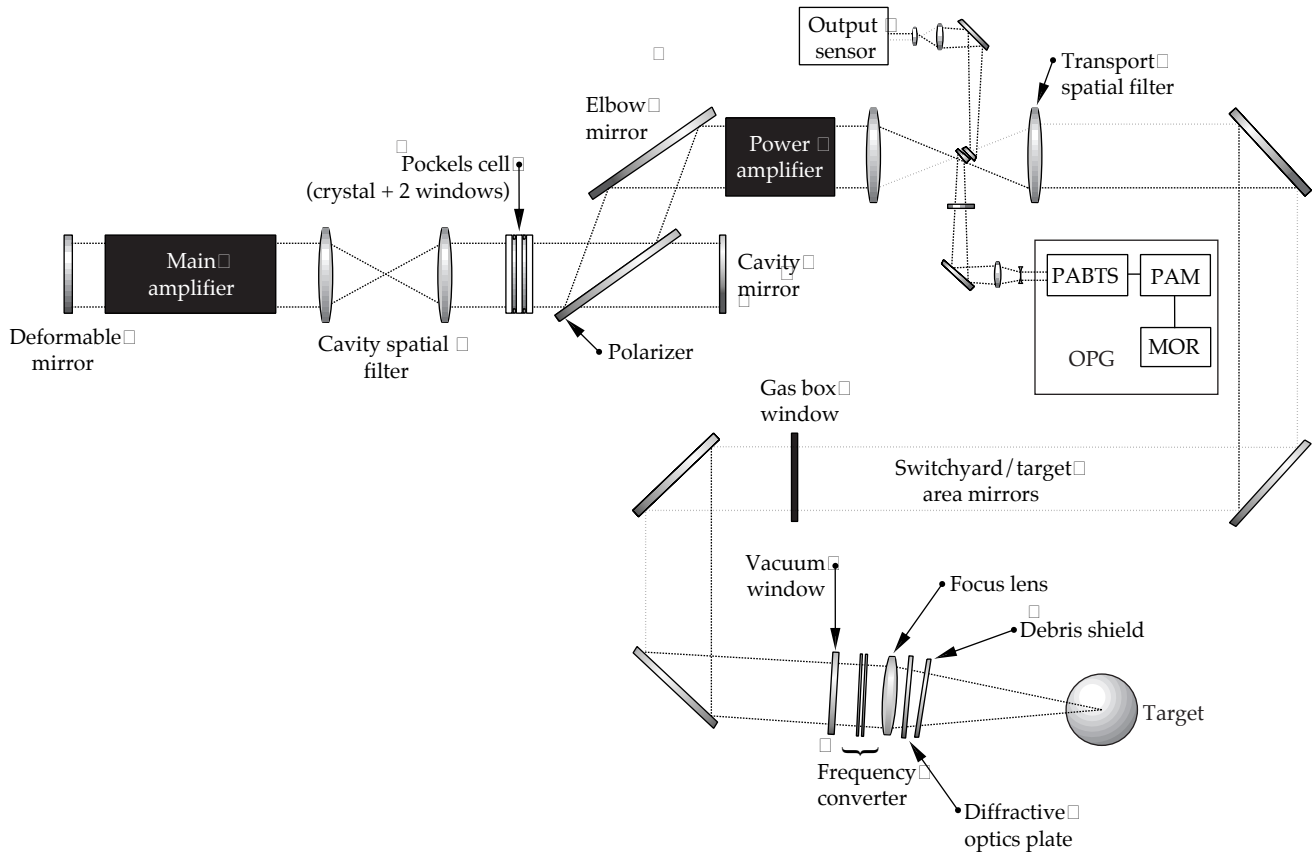 Output
sensor
Transport
spatial filter
Elbow
mirror
Power
amplifier
Pockels cell
(crystal + 2 windows)
Main
amplifier
Cavity
mirror
PABTS
PAM
MOR
OPG
Deformable
mirror
Cavity spatial
filter
Polarizer
Gas box
window
Switchyard/target
area mirrors
Vacuum
window
Focus lens
Debris shield
Target
Frequency
converter
Diffractive
optics plate